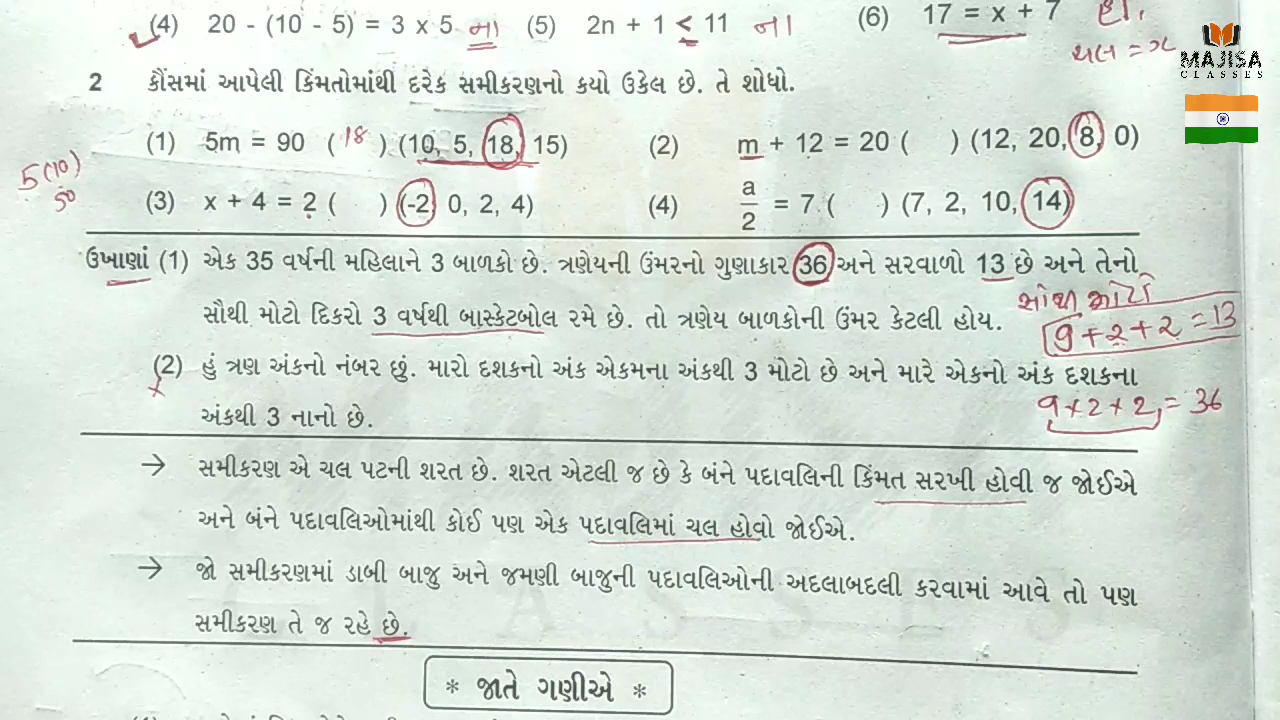 (4) 20 - (10 - 5) = 3 x 5 ના (5) 2n + 1 < 11 ના (6) 17 = x + 7 હા,
ચલ = x
MAJISA
CLASSES
2 કૌંસમાં આપેલી કિંમતોમાંથી દરેક સમીકરણનો કયો ઉકેલ છે. તે શોધો.
(1) 5m = 90 ( 18 ) (10, 5, 18, 15) (2) m + 12 = 20 ( ) (12, 20, 8, 0)
5(10)
50
(3) x + 4 = 2 ( ) (-2, 0, 2, 4) (4) a/2 = 7 ( ) (7, 2, 10, 14)
ઉખાણાં (1) એક 35 વર્ષની મહિલાને 3 બાળકો છે. ત્રણેયની ઉંમરનો ગુણાકાર 36 અને સરવાળો 13 છે અને તેનો
સૌથી મોટો દિકરો 3 વર્ષથી બાસ્કેટબોલ રમે છે. તો ત્રણેય બાળકોની ઉંમર કેટલી હોય.
સૌથી મોટો
9 + 2 + 2 = 13
(2) હું ત્રણ અંકનો નંબર છું. મારો દશકનો અંક એકમના અંકથી 3 મોટો છે અને મારે એકનો અંક દશકના
અંકથી 3 નાનો છે.
9 x 2 x 2 = 36
→ સમીકરણ એ ચલ પટની શરત છે. શરત એટલી જ છે કે બંને પદાવલિની કિંમત સરખી હોવી જ જોઈએ
અને બંને પદાવલિઓમાંથી કોઈ પણ એક પદાવલિમાં ચલ હોવો જોઈએ.
→ જો સમીકરણમાં ડાબી બાજુ અને જમણી બાજુની પદાવલિઓની અદલાબદલી કરવામાં આવે તો પણ
સમીકરણ તે જ રહે છે.
* જાતે ગણીએ *